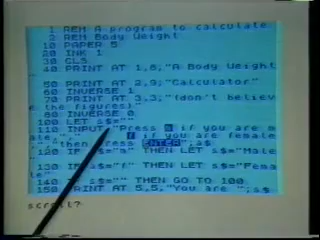 1 REM A program to calculate
2 REM Body Weight
10 PAPER 5
20 INK 1
30 CLS
40 PRINT AT 1,6;"A Body Weight
50 PRINT AT 2,9;"Calculator"
60 INVERSE 1
70 PRINT AT 3,3;"(don't believe
the figures)"
80 INVERSE 0
100 LET s$=""
110 INPUT "Press if you are m
ale, " " f if you are female
" then press ENTER";a$
120 IF a$="m" THEN LET s$="Male
130 IF a$="f" THEN LET s$="Fema
le"
s$="" THEN GO TO 100
150 PRINT AT 5,5;"You are ";s$
scroll?